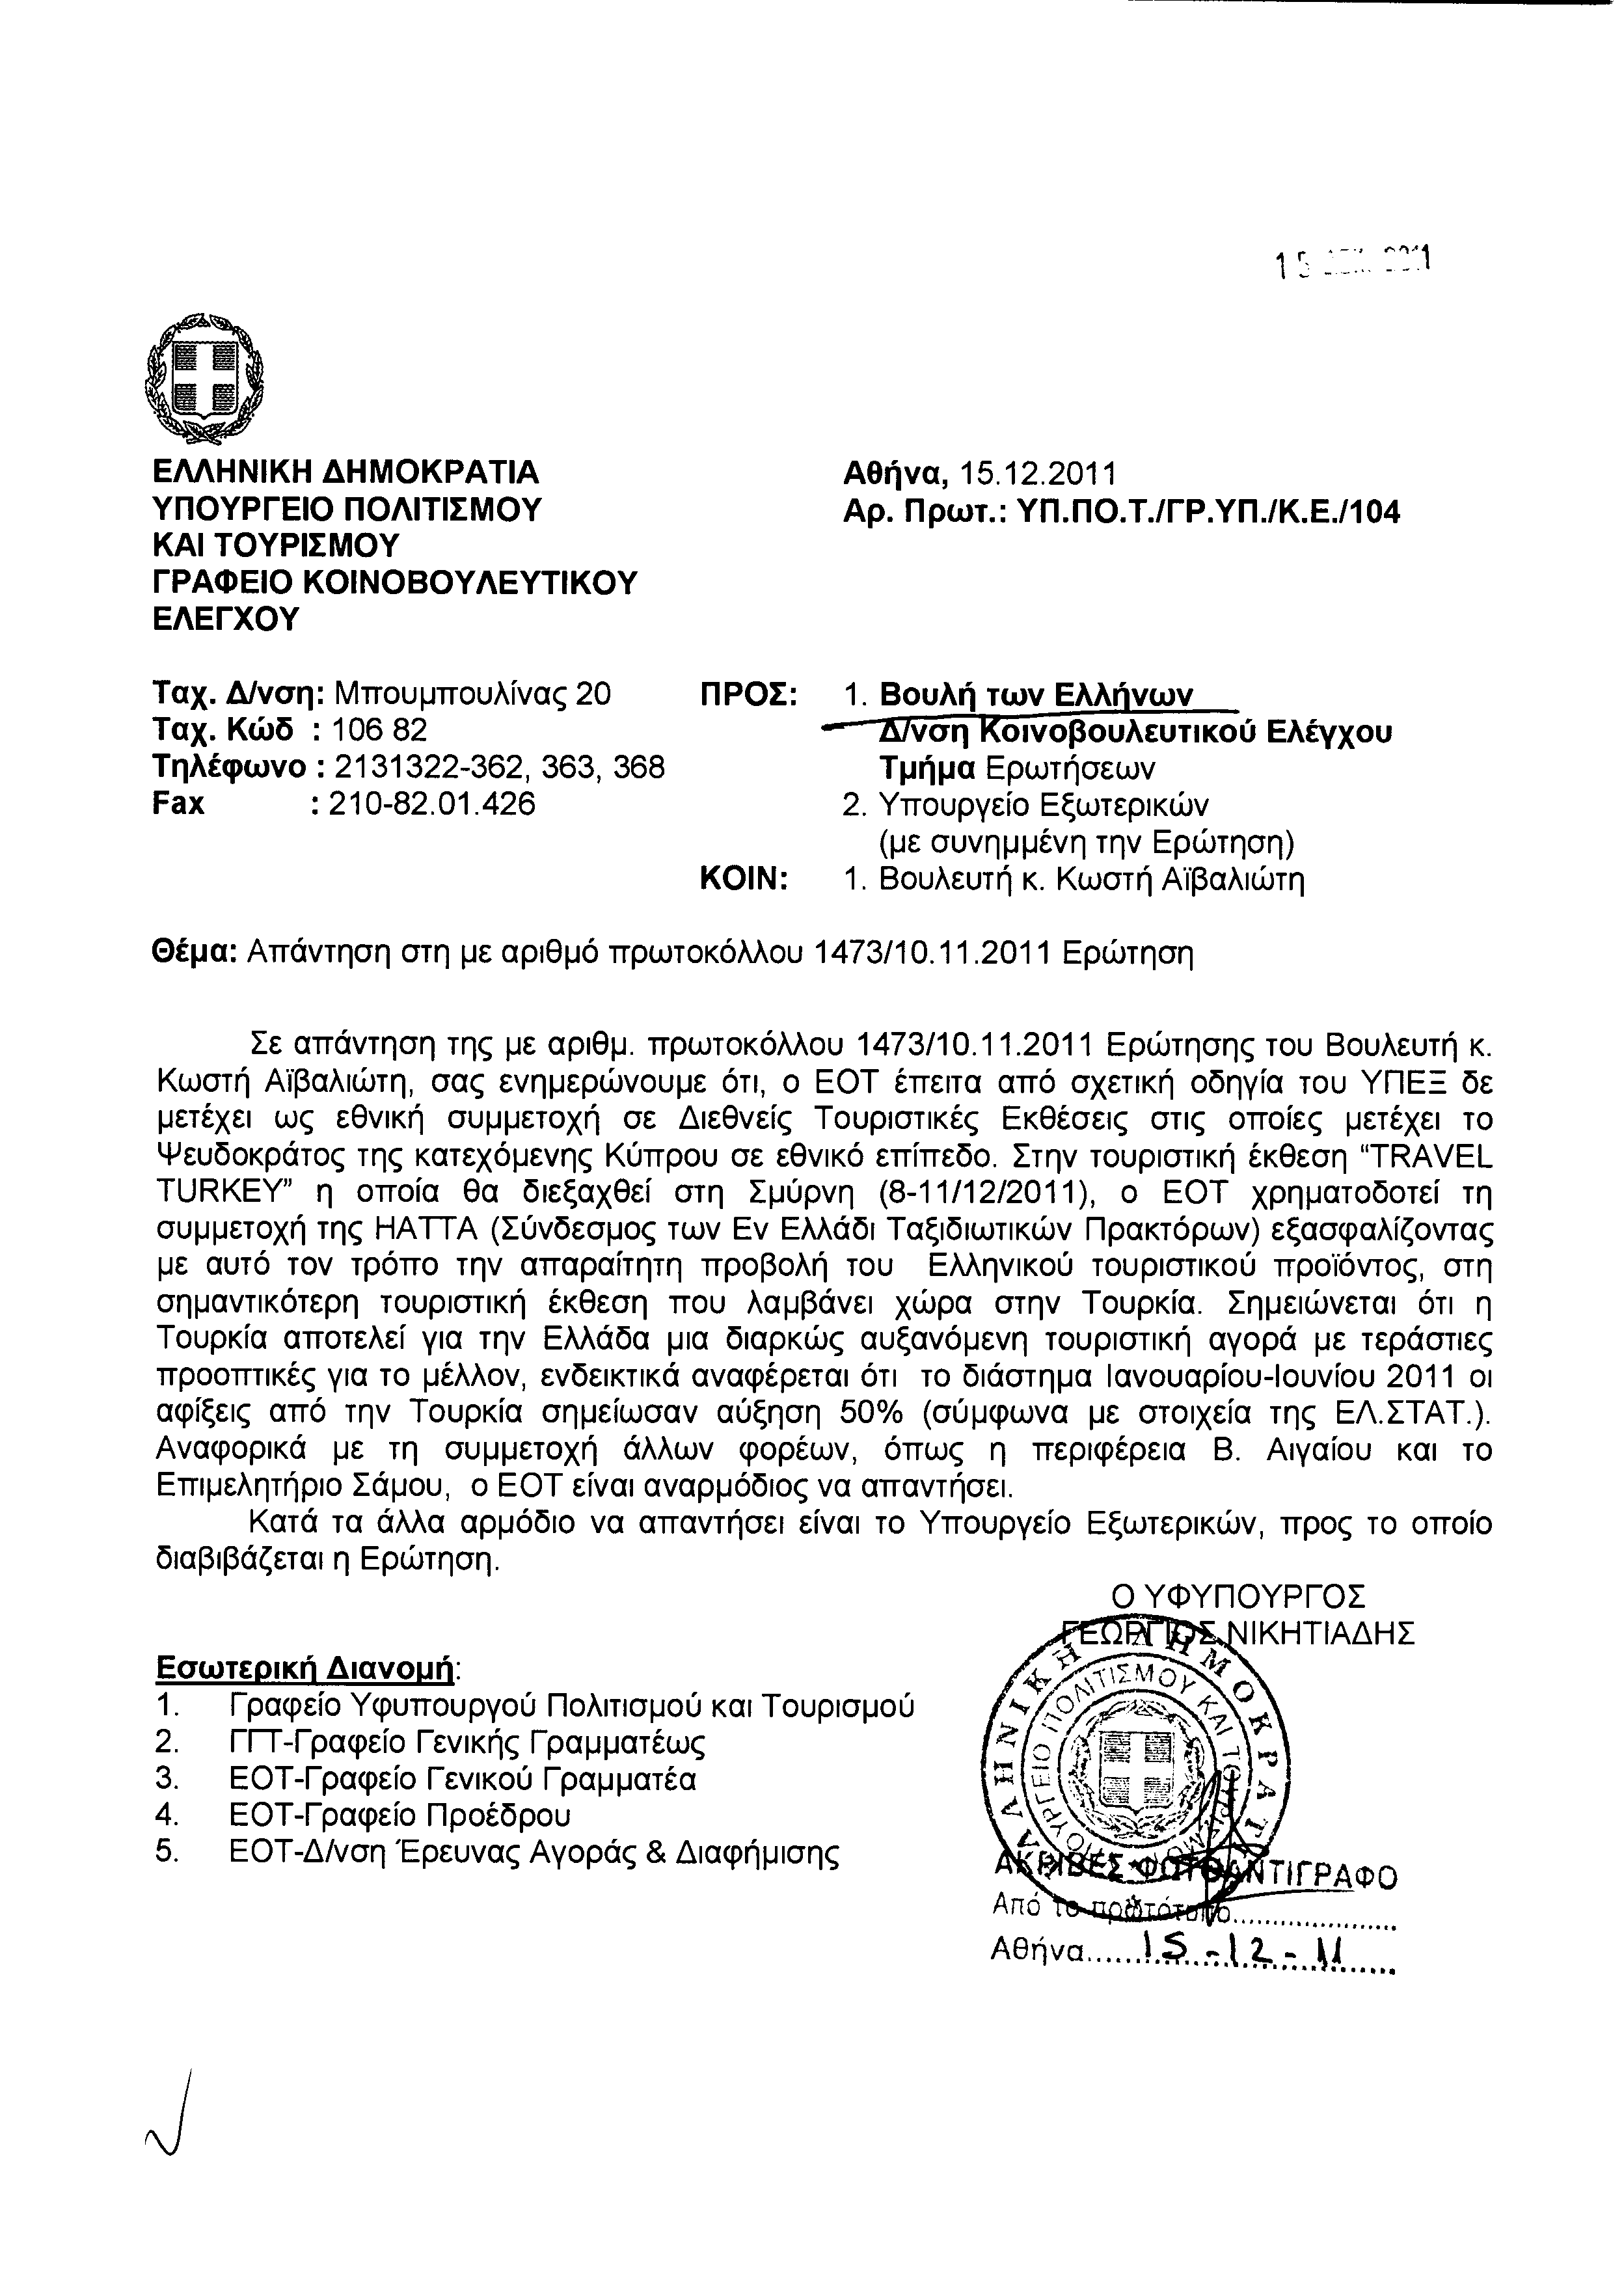 ΕΛΛΗΝΙΚΗ ΔΗΜΟΚΡΑΤΙΑ
ΥΠΟΥΡΓΕΙΟ ΠΟΛΙΤΙΣΜΟΥ
ΚΑΙ ΤΟΥΡΙΣΜΟΥ
ΓΡΑΦΕΙΟ ΚΟΙΝΟΒΟΥΛΕΥΤΙΚΟΥ
ΕΛΕΓΧΟΥ
Αθήνα, 15.12.2011
Αρ. Πρωτ.: ΥΠ.ΠΟ.Τ./ΓΡ.ΥΠ./Κ.Ε./104
Ταχ. Δ/νση: Μπουμπουλίνας 20
Ταχ. Κώδ : 106 82
Τηλέφωνο : 2131322-362, 363, 368
Fax : 210-82.01.426
ΠΡΟΣ: 1. Βουλή των Ελλήνων
Δ/νση Κοινοβουλευτικού Ελέγχου
Τμήμα Ερωτήσεων
2. Υπουργείο Εξωτερικών
(με συνημμένη την Ερώτηση)
ΚΟΙΝ: 1. Βουλευτή κ. Κωστή Αϊβαλιώτη
Θέμα: Απάντηση στη με αριθμό πρωτοκόλλου 1473/10.11.2011 Ερώτηση
Σε απάντηση της με αριθμ. πρωτοκόλλου 1473/10.11.2011 Ερώτησης του Βουλευτή κ.
Κωστή Αϊβαλιώτη, σας ενημερώνουμε ότι, ο ΕΟΤ έπειτα από σχετική οδηγία του ΥΠΕΞ δε
μετέχει ως εθνική συμμετοχή σε Διεθνείς Τουριστικές Εκθέσεις στις οποίες μετέχει το
Ψευδοκράτος της κατεχόμενης Κύπρου σε εθνικό επίπεδο. Στην τουριστική έκθεση “TRAVEL
TURKEY” η οποία θα διεξαχθεί στη Σμύρνη (8-11/12/2011), ο ΕΟΤ χρηματοδοτεί τη
συμμετοχή της ΗΑΤΤΑ (Σύνδεσμος των Εν Ελλάδι Ταξιδιωτικών Πρακτόρων) εξασφαλίζοντας
με αυτό τον τρόπο την απαραίτητη προβολή του Ελληνικού τουριστικού προϊόντος, στη
σημαντικότερη τουριστική έκθεση που λαμβάνει χώρα στην Τουρκία. Σημειώνεται ότι η
Τουρκία αποτελεί για την Ελλάδα μια διαρκώς αυξανόμενη τουριστική αγορά με τεράστιες
προοπτικές για το μέλλον, ενδεικτικά αναφέρεται ότι το διάστημα Ιανουαρίου-Ιουνίου 2011 οι
αφίξεις από την Τουρκία σημείωσαν αύξηση 50% (σύμφωνα με στοιχεία της ΕΛ.ΣΤΑΤ.).
Αναφορικά με τη συμμετοχή άλλων φορέων, όπως η περιφέρεια Β. Αιγαίου και το
Επιμελητήριο Σάμου, ο ΕΟΤ είναι αναρμόδιος να απαντήσει.
Κατά τα άλλα αρμόδιο να απαντήσει είναι το Υπουργείο Εξωτερικών, προς το οποίο
διαβιβάζεται η Ερώτηση.
Ο ΥΦΥΠΟΥΡΓΟΣ
ΓΕΩΡΓΙΟΣ ΝΙΚΗΤΙΑΔΗΣ
Εσωτερική Διανομή:
1. Γραφείο Υφυπουργού Πολιτισμού και Τουρισμού
2. ΓΓΤ-Γραφείο Γενικής Γραμματέως
3. ΕΟΤ-Γραφείο Γενικού Γραμματέα
4. ΕΟΤ-Γραφείο Προέδρου
5. ΕΟΤ-Δ/νση Έρευνας Αγοράς & Διαφήμισης
ΕΛΛΗΝΙΚΗ ΔΗΜΟΚΡΑΤΙΑ
ΥΠΟΥΡΓΕΙΟ ΠΟΛΙΤΙΣΜΟΥ ΚΑΙ ΤΟΥΡΙΣΜΟΥ
ΑΚΡΙΒΕΣ ΦΩΤΟΑΝΤΙΓΡΑΦΟ
Από το πρωτότυπο
Αθήνα 15-12-11